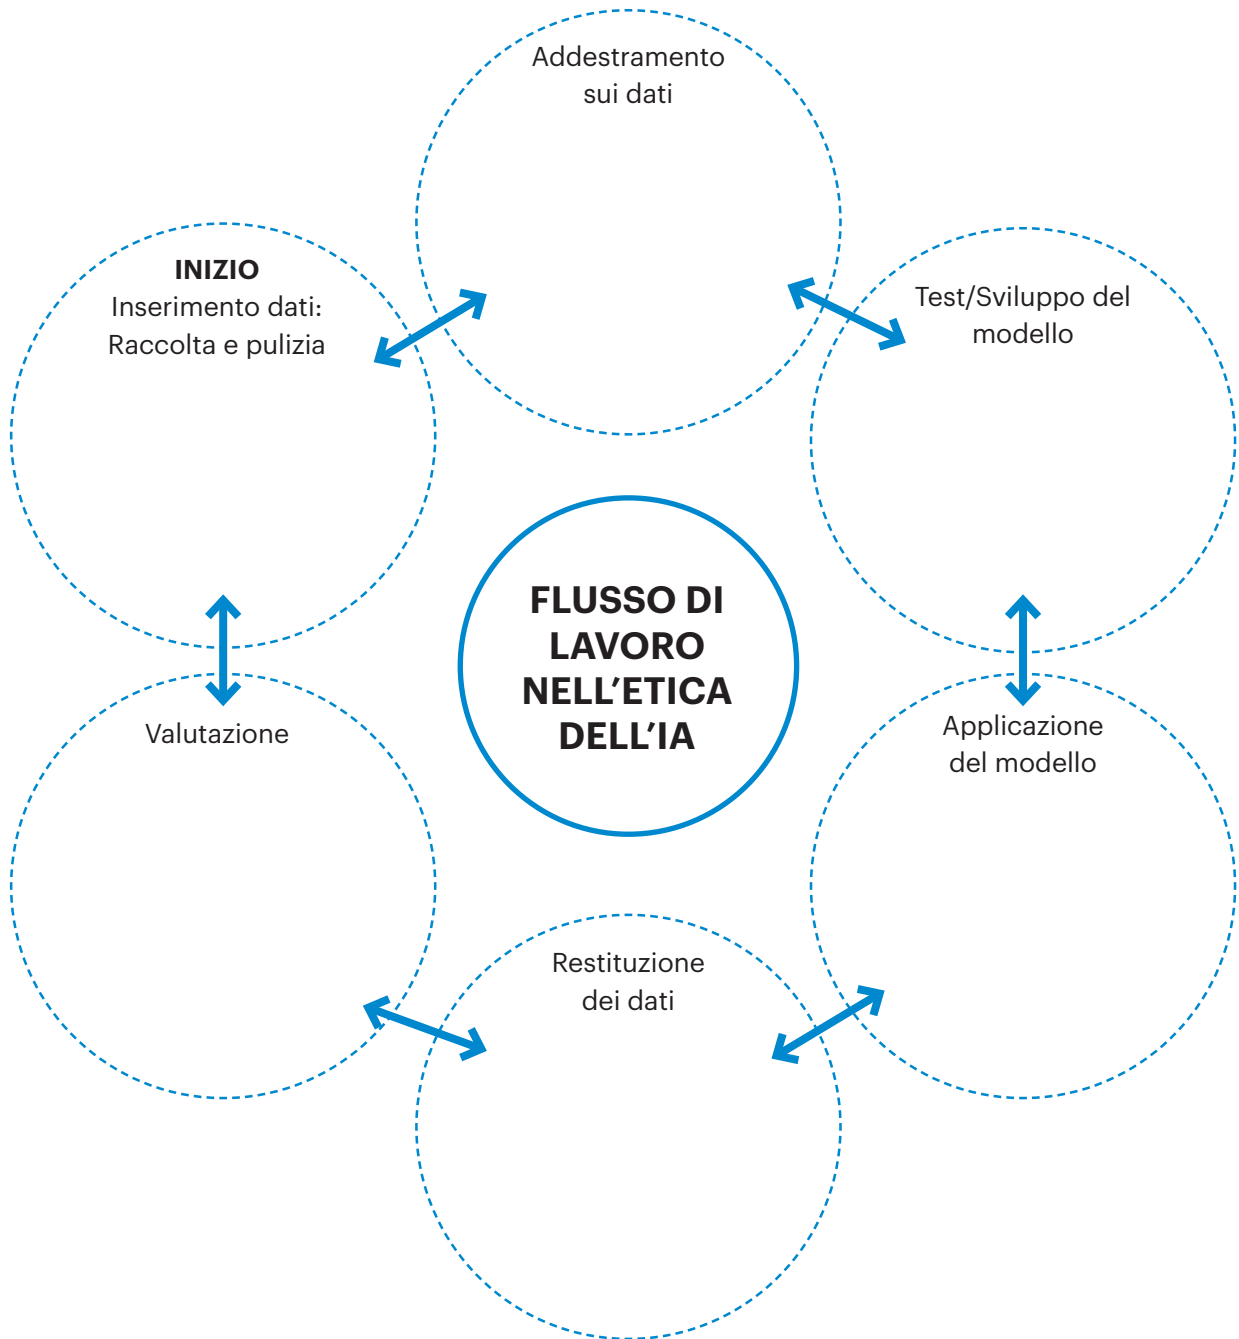 Addestramento
sui dati
INIZIO
Inserimento dati:
Raccolta e pulizia
Test/Sviluppo del
modello
FLUSSO DI
LAVORO
NELL’ETICA
DELL’IA
Valutazione
Applicazione
del modello
Restituzione
dei dati